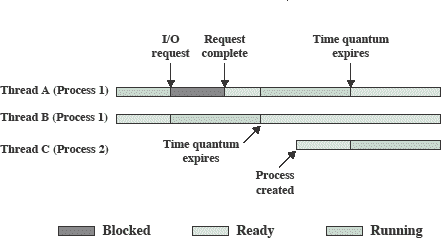 I/O
request
Request
complete
Time quantum
expires
Thread A (Process 1)
Thread B (Process 1)
Thread C (Process 2)
Time quantum
expires
Process
created
Blocked
Ready
Running